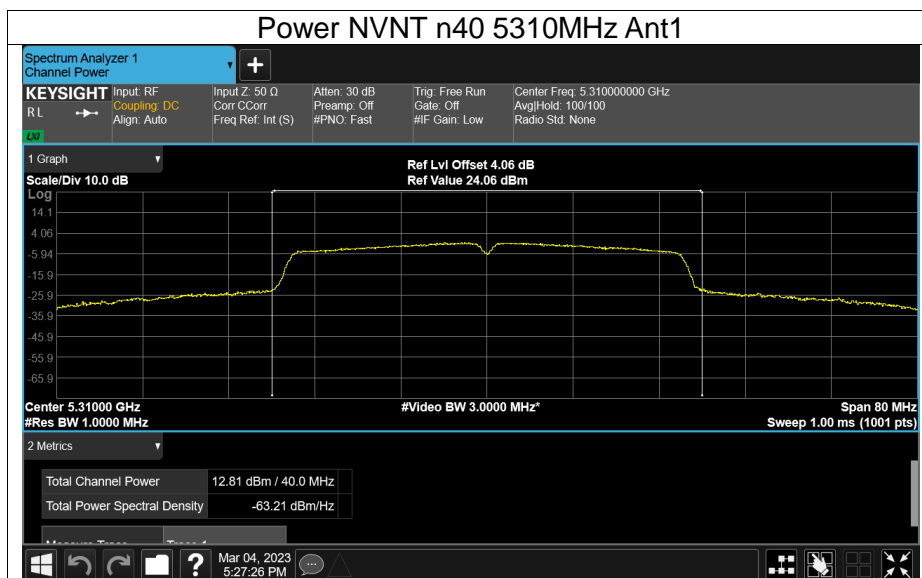 Power NVNT n40 5310MHz Ant1
Spectrum Analyzer 1
Channel Power
KEYSIGHT
R L
LXI
Input: RF
Coupling: DC
Align: Auto
Input Z: 50 Ω
Corr CCorr
Freq Ref: Int (S)
Atten: 30 dB
Preamp: Off
#PNO: Fast
Trig: Free Run
Gate: Off
#IF Gain: Low
Center Freq: 5.310000000 GHz
Avg|Hold: 100/100
Radio Std: None
1 Graph
Scale/Div 10.0 dB
Ref Lvl Offset 4.06 dB
Ref Value 24.06 dBm
Log
14.1
4.06
-5.94
-15.9
-25.9
-35.9
-45.9
-55.9
-65.9
Center 5.31000 GHz
#Res BW 1.0000 MHz
#Video BW 3.0000 MHz*
Span 80 MHz
Sweep 1.00 ms (1001 pts)
2 Metrics
Total Channel Power 12.81 dBm / 40.0 MHz
Total Power Spectral Density -63.21 dBm/Hz
Mar 04, 2023
5:27:26 PM